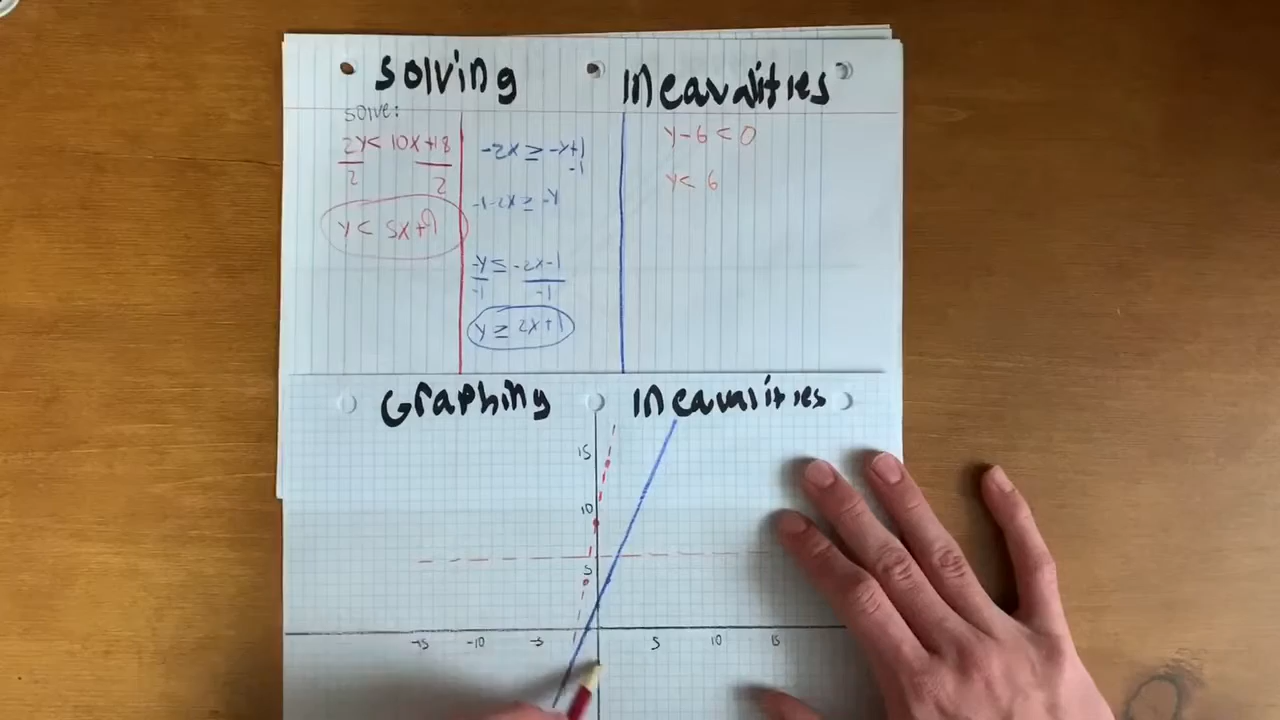 Solving Inequalities
Solve:
2y < 10x + 18
2 2
y < 5x + 9
-2x ≥ -y + 1
-1
-1 - 2x ≥ -y
-y ≤ -2x - 1
-1 -1
y ≥ 2x + 1
y - 6 < 0
y < 6
Graphing Inequalities
15
10
5
-15 -10 -5 5 10 15